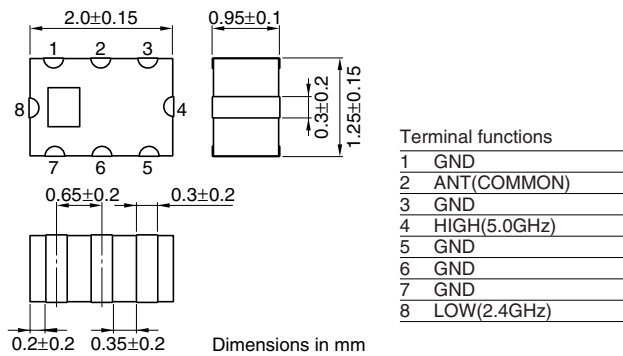 2.0±0.15
0.95±0.1
1 2 3
8 4
7 6 5
0.3±0.2
1.25±0.15
0.65±0.2 0.3±0.2
0.2±0.2 0.35±0.2
Dimensions in mm
Terminal functions
1 GND
2 ANT(COMMON)
3 GND
4 HIGH(5.0GHz)
5 GND
6 GND
7 GND
8 LOW(2.4GHz)